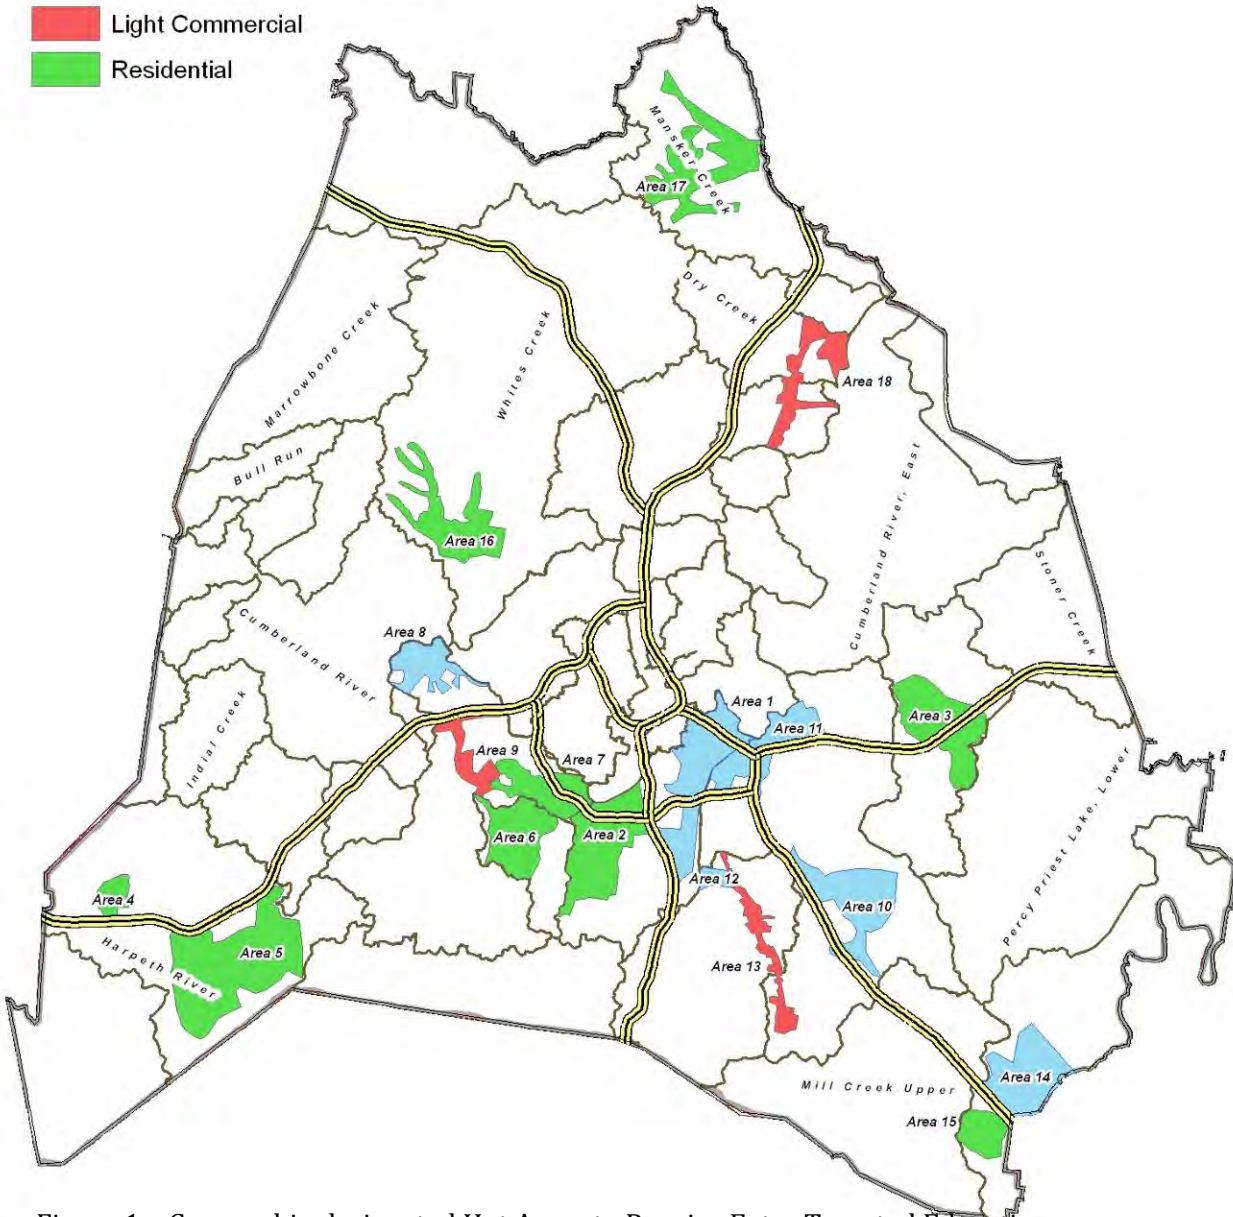 Light Commercial
Residential
Mansker Creek
Area 17
Dry Creek
Marrowbone Creek
Whites Creek
Area 18
Bull Run
Cumberland River, East
Area 16
Stoner Creek
Cumberland River
Area 8
Indial Creek
Area 1
Area 11
Area 3
Area 9
Area 7
Percy Priest Lake, Lower
Area 6
Area 2
Area 12
Area 4
Area 10
Harpeth River
Area 5
Area 13
Mill Creek Upper
Area 14
Area 15